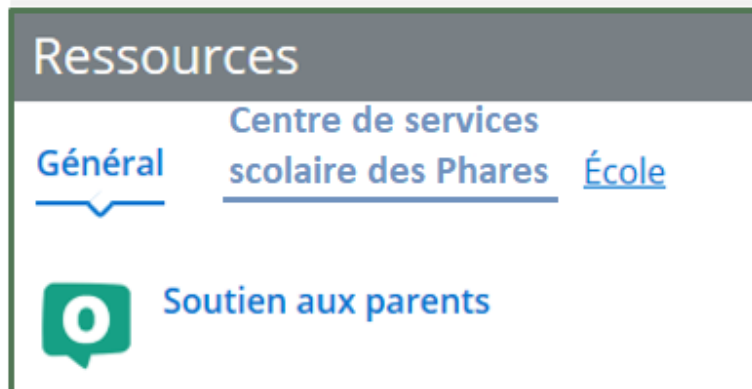 Ressources
Centre de services
Général scolaire des Phares École
O Soutien aux parents